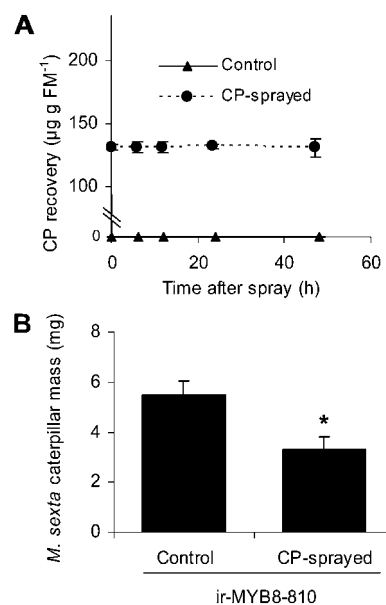 A
CP recovery (µg g FM⁻¹)
200
150
100
0
Control
CP-sprayed
0 20 40 60
Time after spray (h)
B
M. sexta caterpillar mass (mg)
8
6
4
2
0
*
Control CP-sprayed
ir-MYB8-810